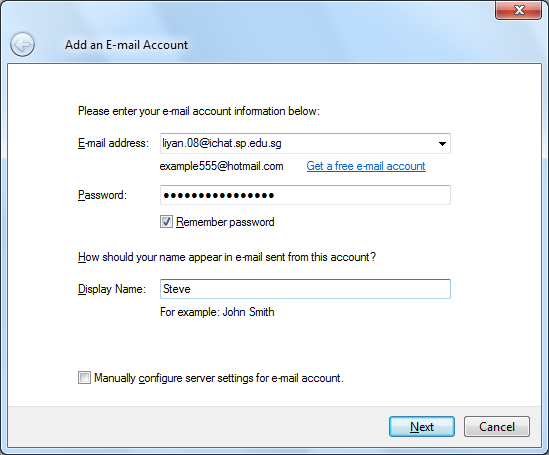 Add an E-mail Account
Please enter your e-mail account information below:
E-mail address: liyan.08@ichat.sp.edu.sg
example555@hotmail.com Get a free e-mail account
Password: ●●●●●●●●●●●●●●●●
Remember password
How should your name appear in e-mail sent from this account?
Display Name: Steve
For example: John Smith
Manually configure server settings for e-mail account.
Next Cancel